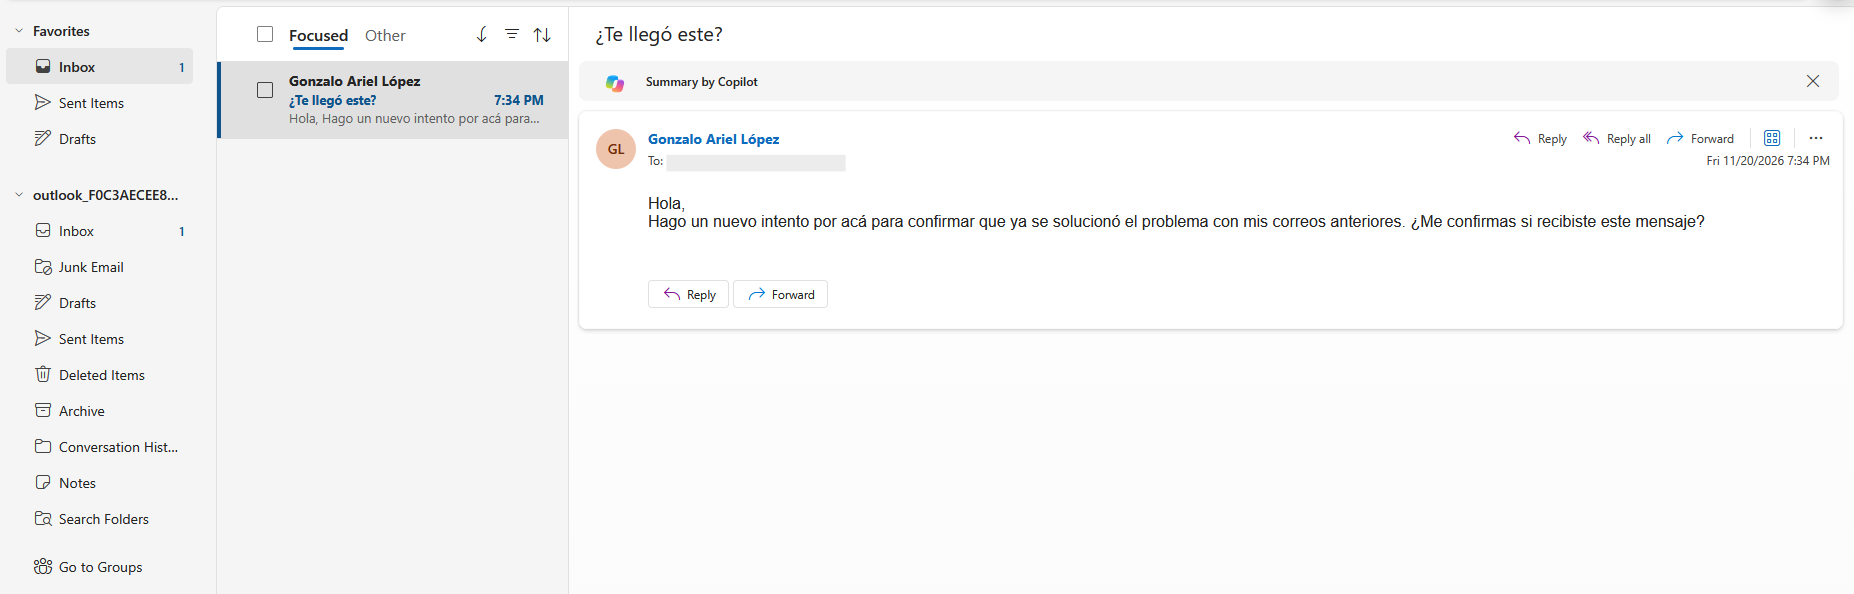 Favorites
Inbox 1
Sent Items
Drafts
outlook_F0C3AECEE8...
Inbox 1
Junk Email
Drafts
Sent Items
Deleted Items
Archive
Conversation Hist...
Notes
Search Folders
Go to Groups
Focused Other
Gonzalo Ariel López
¿Te llegó este? 7:34 PM
Hola, Hago un nuevo intento por acá para...
¿Te llegó este?
Summary by Copilot
GL
Gonzalo Ariel López
To:
Reply Reply all Forward
Fri 11/20/2026 7:34 PM
Hola,
Hago un nuevo intento por acá para confirmar que ya se solucionó el problema con mis correos anteriores. ¿Me confirmas si recibiste este mensaje?
Reply Forward